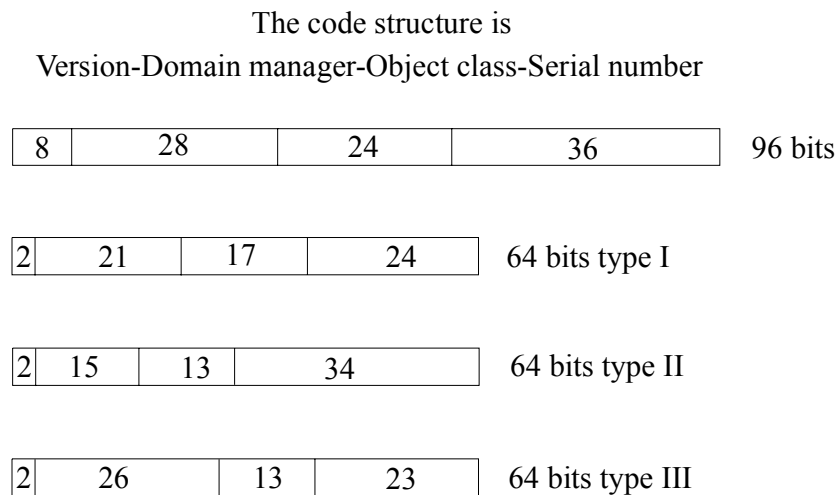 The code structure is
Version-Domain manager-Object class-Serial number
8 28 24 36 96 bits
2 21 17 24 64 bits type I
2 15 13 34 64 bits type II
2 26 13 23 64 bits type III